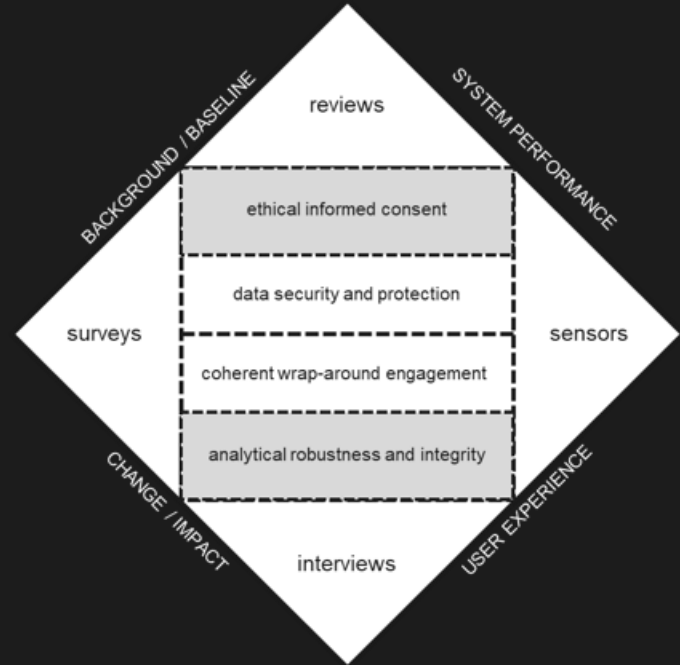 reviews
BACKGROUND / BASELINE
SYSTEM PERFORMANCE
ethical informed consent
data security and protection
surveys
sensors
coherent wrap-around engagement
analytical robustness and integrity
CHANGE / IMPACT
USER EXPERIENCE
interviews